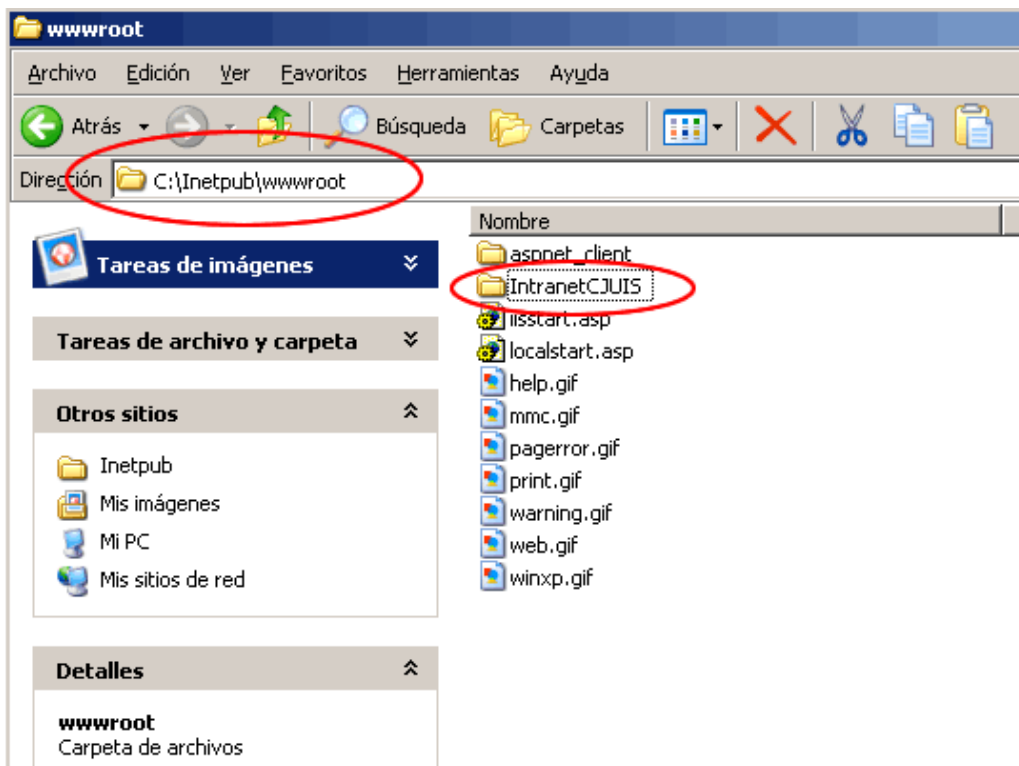 wwwroot
Archivo Edición Ver Favoritos Herramientas Ayuda
Atrás Búsqueda Carpetas
Dirección C:\Inetpub\wwwroot
Nombre
Tareas de imágenes
Tareas de archivo y carpeta
Otros sitios
Inetpub
Mis imágenes
Mi PC
Mis sitios de red
Detalles
wwwroot
Carpeta de archivos
aspnet_client
IntranetCJUIS
iisstart.asp
localstart.asp
help.gif
mmc.gif
pagerror.gif
print.gif
warning.gif
web.gif
winxp.gif